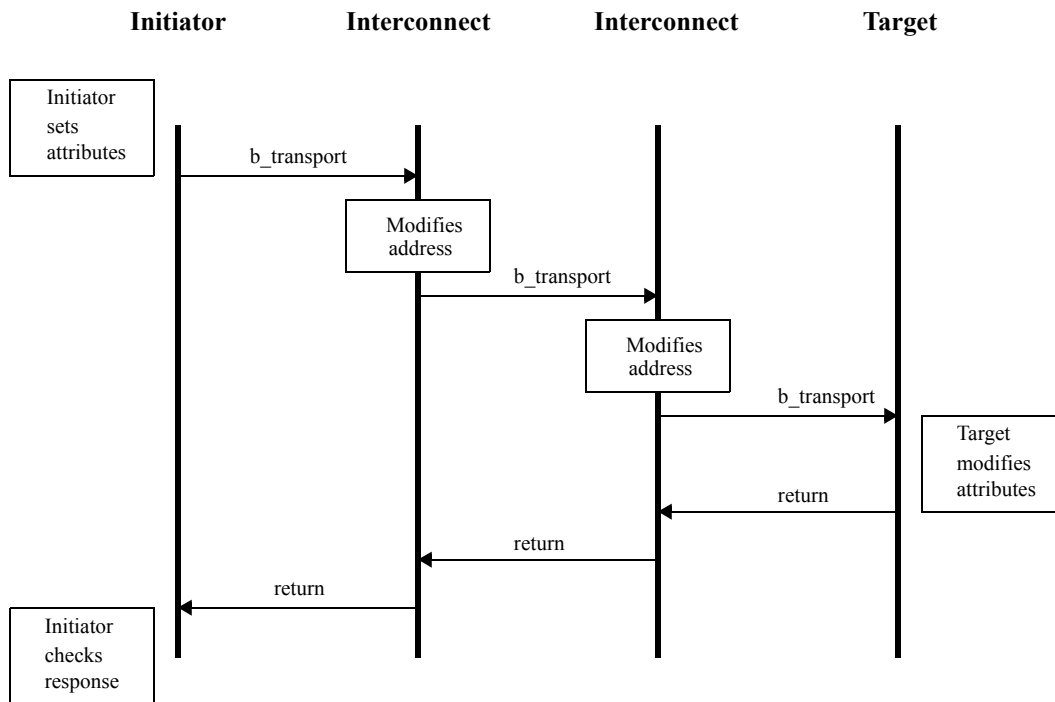 Initiator Interconnect Interconnect Target
Initiator
sets
attributes
b_transport
Modifies
address
b_transport
Modifies
address
b_transport
Target
modifies
attributes
return
return
return
Initiator
checks
response